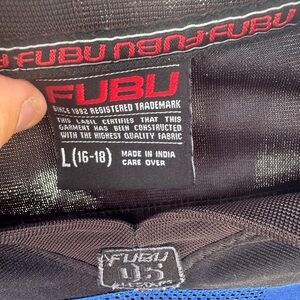 FUBU FUBU FUBU
FUBU
SINCE 1992 REGISTERED TRADEMARK
THIS LABEL CERTIFIES THAT THIS
GARMENT HAS BEEN CONSTRUCTED
WITH THE HIGHEST QUALITY FABRIC
L(16-18) MADE IN INDIA
CARE OVER
FUBU
05